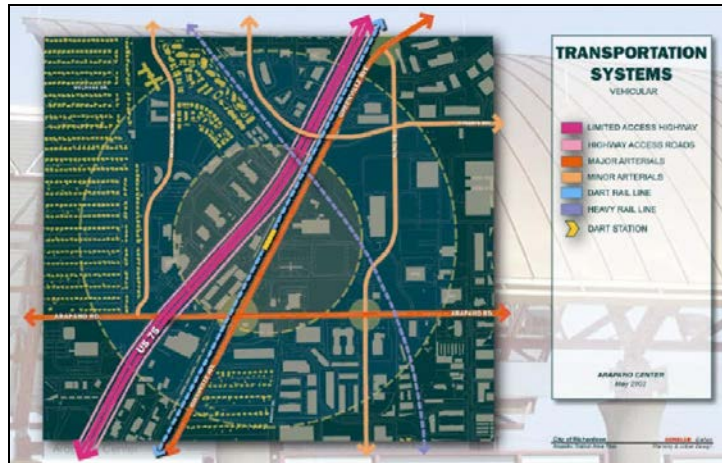 TRANSPORTATION
SYSTEMS
VEHICULAR
LIMITED ACCESS HIGHWAY
HIGHWAY ACCESS ROADS
MAJOR ARTERIALS
MINOR ARTERIALS
DART RAIL LINE
HEAVY RAIL LINE
DART STATION
ARAPAHO RD.
ARAPAHO RD.
US 75
ARAPAHO CENTER
May 2002
City of Richardson